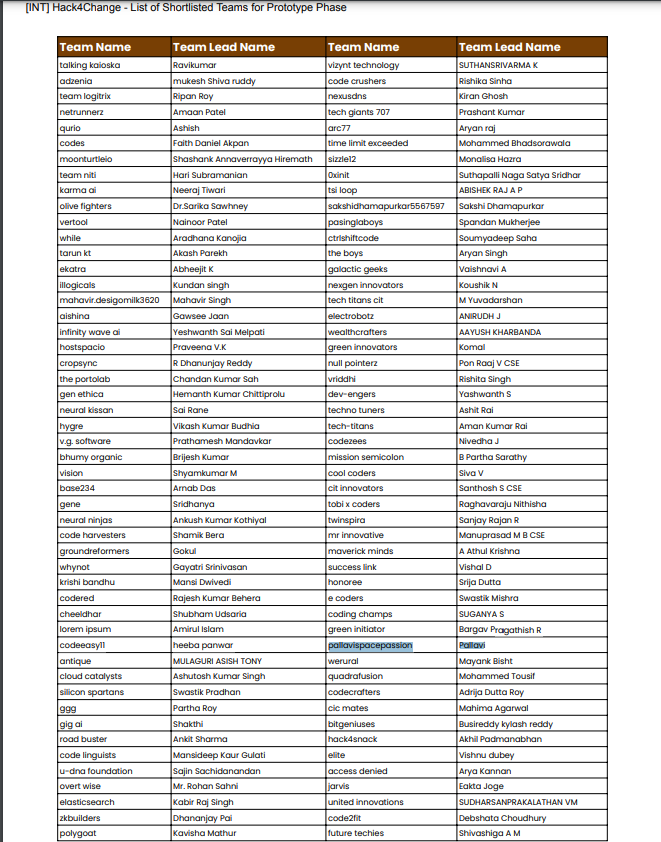 [INT] Hack4Change - List of Shortlisted Teams for Prototype Phase
Team Name Team Lead Name Team Name Team Lead Name
talking kaioska Ravikumar vizynt technology SUTHANSRIVARMA K
adzenia mukesh Shiva ruddy code crushers Rishika Sinha
team logitrix Ripan Roy nexusdns Kiran Ghosh
netrunnerz Amaan Patel tech giants 707 Prashant Kumar
qurio Ashish arc77 Aryan raj
codes Faith Daniel Akpan time limit exceeded Mohammed Bhadsorawala
moonturtleio Shashank Annaverrayya Hiremath sizzle12 Monalisa Hazra
team niti Hari Subramanian 0xinit Suthapalli Naga Satya Sridhar
karma ai Neeraj Tiwari tsi loop ABISHEK RAJ A P
olive fighters Dr.Sarika Sawhney sakshidhamapurkar5567597 Sakshi Dhamapurkar
vertool Nainoor Patel pasinglaboys Spandan Mukherjee
while Aradhana Kanojia ctrlshiftcode Soumyadeep Saha
tarun kt Akash Parekh the boys Aryan Singh
ekatra Abheejit K galactic geeks Vaishnavi A
illogicals Kundan singh nexgen innovators Koushik N
mahavir.desigomilk3620 Mahavir Singh tech titans cit M Yuvadarshan
aishina Gawsee Jaan electrobotz ANIRUDH J
infinity wave ai Yeshwanth Sai Melpati wealthcrafters AAYUSH KHARBANDA
hostspacio Praveena V.K green innovators Komal
cropsync R Dhanunjay Reddy null pointerz Pon Raaj V CSE
the portolab Chandan Kumar Sah vriddhi Rishita Singh
gen ethica Hemanth Kumar Chittiprolu dev-engers Yashwanth S
neural kissan Sai Rane techno tuners Ashit Rai
hygre Vikash Kumar Budhia tech-titans Aman Kumar Rai
v.g. software Prathamesh Mandavkar codezees Nivedha J
bhumy organic Brijesh Kumar mission semicolon B Partha Sarathy
vision Shyamkumar M cool coders Siva V
base234 Arnab Das cit innovators Santhosh S CSE
gene Sridhanya tobi x coders Raghavaraju Nithisha
neural ninjas Ankush Kumar Kothiyal twinspira Sanjay Rajan R
code harvesters Shamik Bera mr innovative Manuprasad M B CSE
groundreformers Gokul maverick minds A Athul Krishna
whynot Gayatri Srinivasan success link Vishal D
krishi bandhu Mansi Dwivedi honoree Srija Dutta
codered Rajesh Kumar Behera e coders Swastik Mishra
cheeldhar Shubham Udsaria coding champs SUGANYA S
lorem ipsum Amirul Islam green initiator Bargav Pragathish R
codeeasy11 heeba panwar pallavispacepassion Pallavi
antique MULAGURI ASISH TONY werural Mayank Bisht
cloud catalysts Ashutosh Kumar Singh quadrafusion Mohammed Tousif
silicon spartans Swastik Pradhan codecrafters Adrija Dutta Roy
ggg Partha Roy cic mates Mahima Agarwal
gig ai Shakthi bitgeniuses Busireddy kylash reddy
road buster Ankit Sharma hack4snack Akhil Padmanabhan
code linguists Mansideep Kaur Gulati elite Vishnu dubey
u-dna foundation Sajin Sachidanandan access denied Arya Kannan
overt wise Mr. Rohan Sahni jarvis Eakta Joge
elasticsearch Kabir Raj Singh united innovations SUDHARSANPRAKALATHAN VM
zkbuilders Dhananjay Pai code2fit Debshata Choudhury
polygoat Kavisha Mathur future techies Shivashiga A M